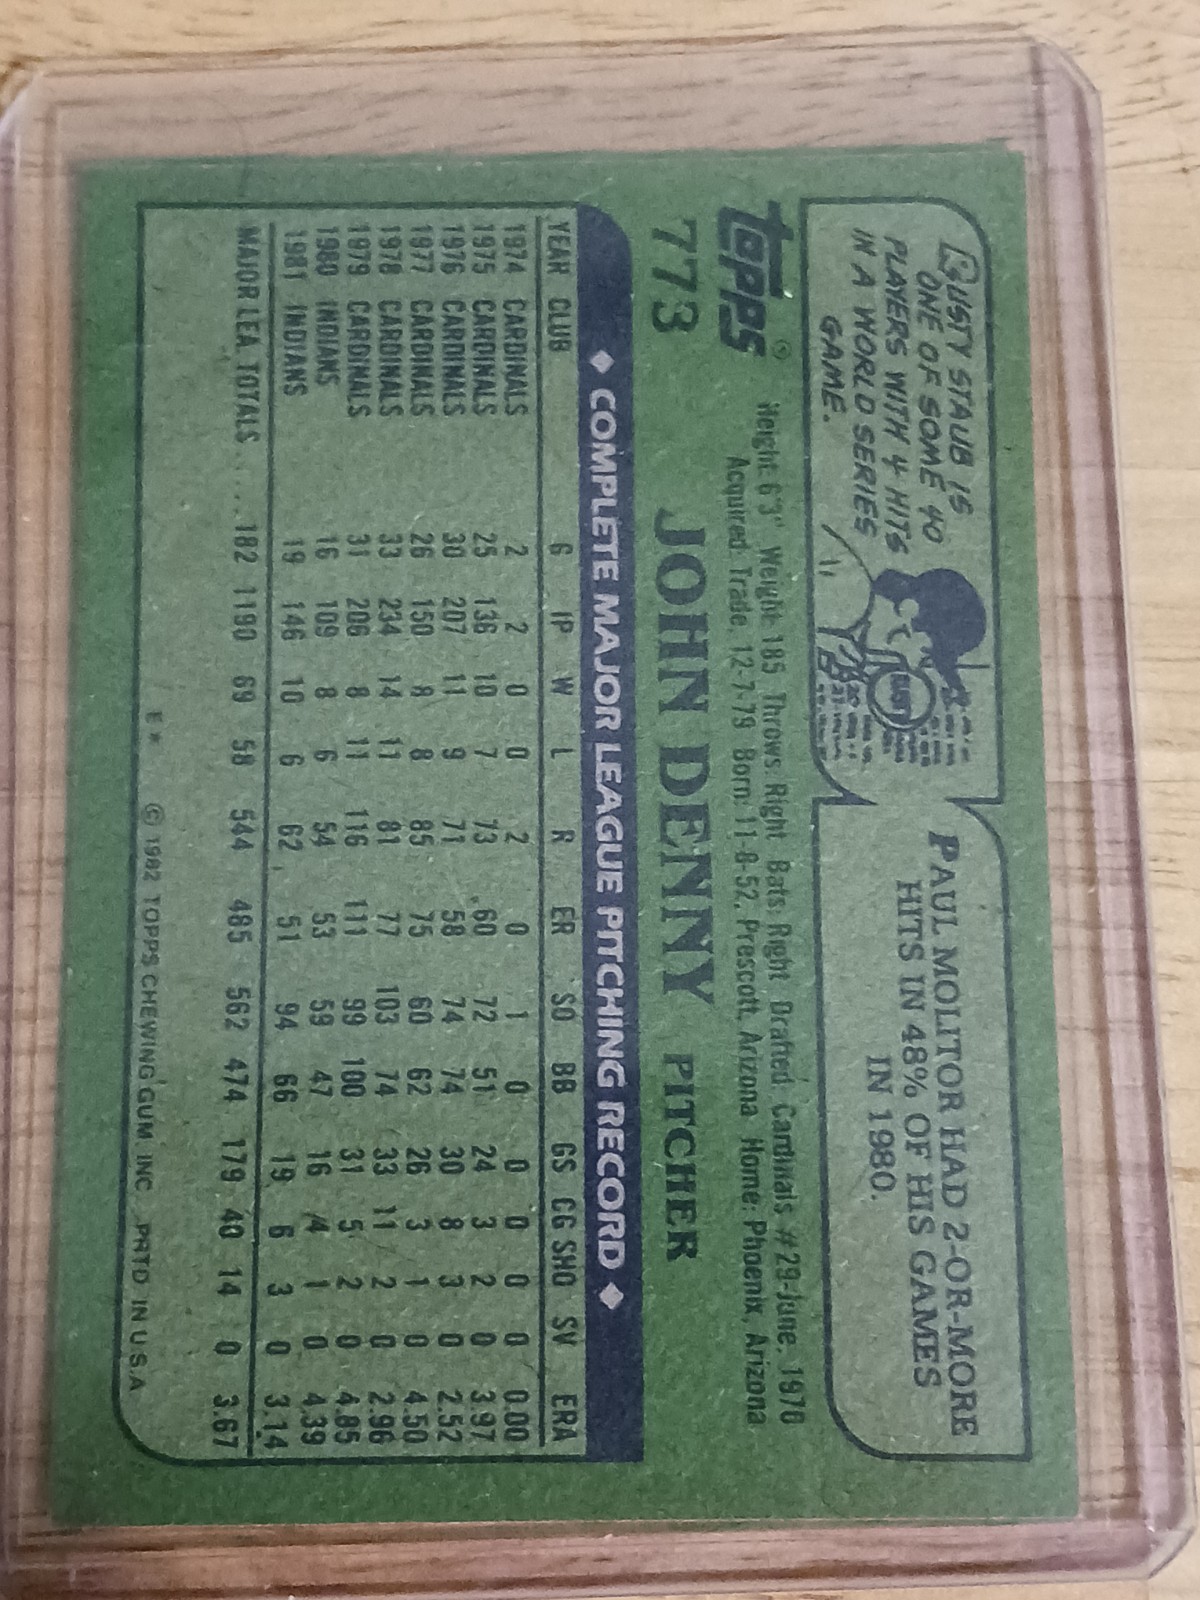 RUSTY STAUB IS
ONE OF SOME 40
PLAYERS WITH 4 HITS
IN A WORLD SERIES
GAME.
RUSTY
PAUL MOLITOR HAD 2-OR-MORE
HITS IN 48% OF HIS GAMES
IN 1980.
topps ®
773 JOHN DENNY PITCHER
Height: 6'3" Weight: 185 Throws: Right Bats: Right Drafted: Cardinals #29-June, 1970
Acquired: Trade, 12-7-79 Born: 11-8-52, Prescott, Arizona Home: Phoenix, Arizona
◆ COMPLETE MAJOR LEAGUE PITCHING RECORD ◆
YEAR CLUB G IP W L R ER SO BB GS CG SHO SV ERA
1974 CARDINALS 2 2 0 0 2 0 1 0 0 0 0 0 0.00
1975 CARDINALS 25 136 10 7 73 60 72 51 24 3 2 0 3.97
1976 CARDINALS 30 207 11 9 71 58 74 74 30 8 3 0 2.52
1977 CARDINALS 26 150 8 8 85 75 60 62 26 3 1 0 4.50
1978 CARDINALS 33 234 14 11 81 77 103 74 33 11 2 0 2.96
1979 CARDINALS 31 206 8 11 116 111 99 100 31 5 2 0 4.85
1980 INDIANS 16 109 8 6 54 53 59 47 16 4 1 0 4.39
1981 INDIANS 19 146 10 6 62 51 94 66 19 6 3 0 3.14
MAJOR LEA. TOTALS..... 182 1190 69 58 544 485 562 474 179 40 14 0 3.67
E* © 1982 TOPPS CHEWING GUM, INC. PRTD. IN U.S.A.